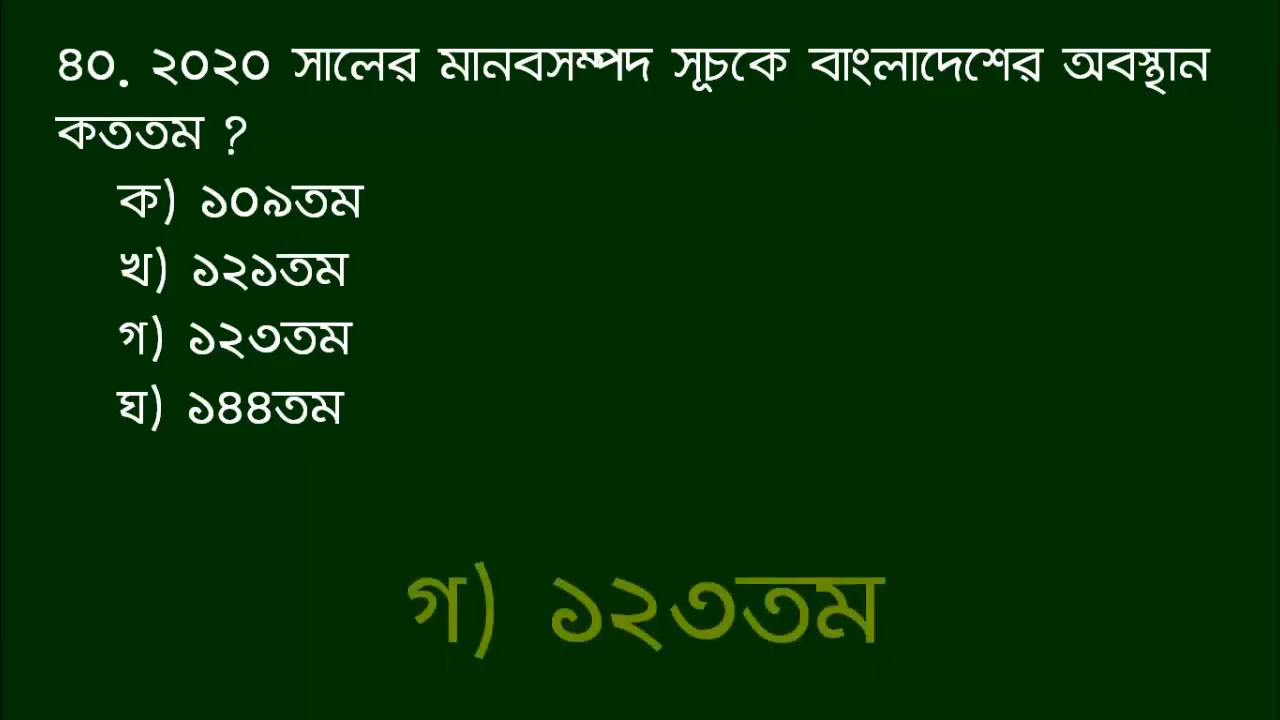 ৪০. ২০২০ সালের মানবসম্পদ সূচকে বাংলাদেশের অবস্থান
কততম ?
ক) ১০৯তম
খ) ১২১তম
গ) ১২৩তম
ঘ) ১৪৪তম
গ) ১২৩তম